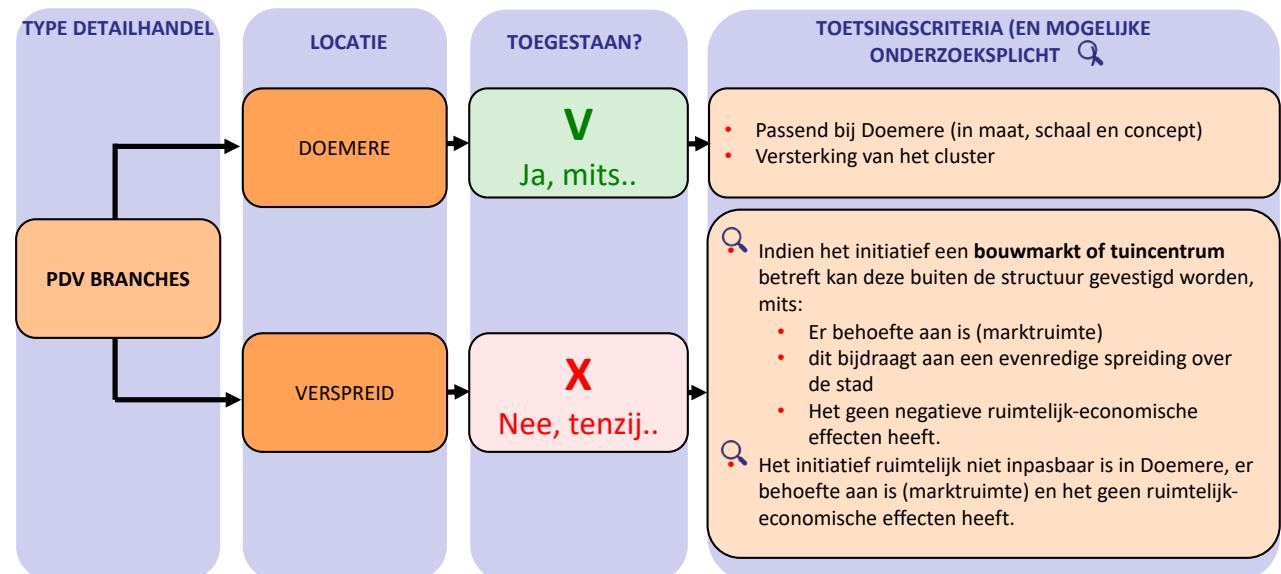 TYPE DETAILHANDEL
LOCATIE
TOEGESTAAN?
TOETSINGSCRITERIA (EN MOGELIJKE
ONDERZOEKSPLICHT
PDV BRANCHES
DOEMERE
V
Ja, mits..
• Passend bij Doemere (in maat, schaal en concept)
• Versterking van het cluster
VERSPREID
X
Nee, tenzij..
• Indien het initiatief een bouwmarkt of tuincentrum
betreft kan deze buiten de structuur gevestigd worden,
mits:
• Er behoefte aan is (marktruimte)
• dit bijdraagt aan een evenredige spreiding over
de stad
• Het geen negatieve ruimtelijk-economische
effecten heeft.
• Het initiatief ruimtelijk niet inpasbaar is in Doemere, er
behoefte aan is (marktruimte) en het geen ruimtelijk-
economische effecten heeft.